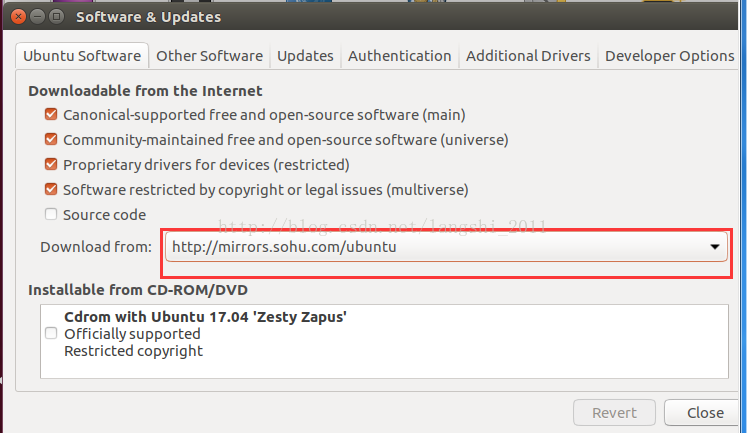 Software & Updates
Ubuntu Software Other Software Updates Authentication Additional Drivers Developer Options
Downloadable from the Internet
Canonical-supported free and open-source software (main)
Community-maintained free and open-source software (universe)
Proprietary drivers for devices (restricted)
Software restricted by copyright or legal issues (multiverse)
Source code
http://blog.csdn.net/langshi_2011
Download from: http://mirrors.sohu.com/ubuntu
Installable from CD-ROM/DVD
Cdrom with Ubuntu 17.04 'Zesty Zapus'
Officially supported
Restricted copyright
Revert Close